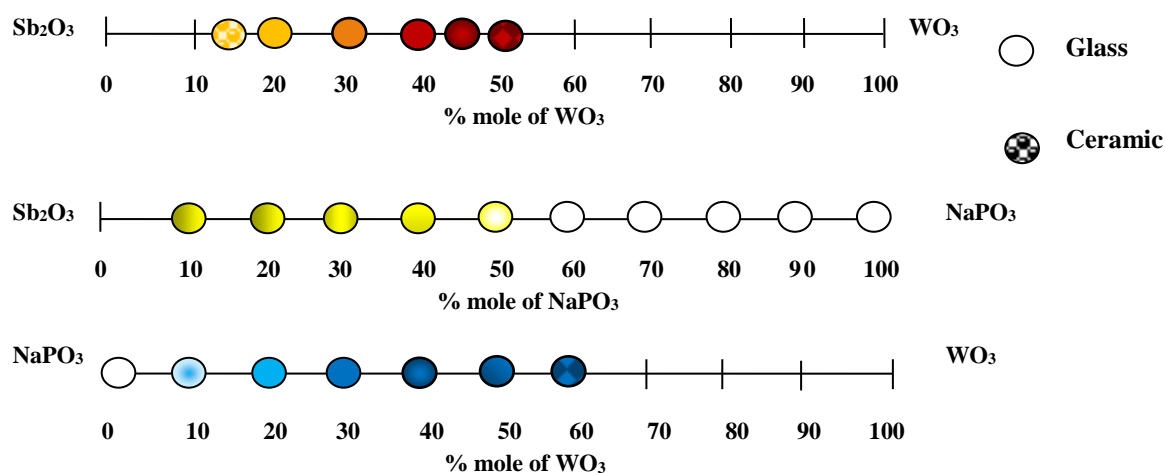 Sb₂O₃ WO₃
0 10 20 30 40 50 60 70 80 90 100
% mole of WO₃
Glass
Ceramic
Sb₂O₃ NaPO₃
0 10 20 30 40 50 60 70 80 90 100
% mole of NaPO₃
NaPO₃ WO₃
0 10 20 30 40 50 60 70 80 90 100
% mole of WO₃